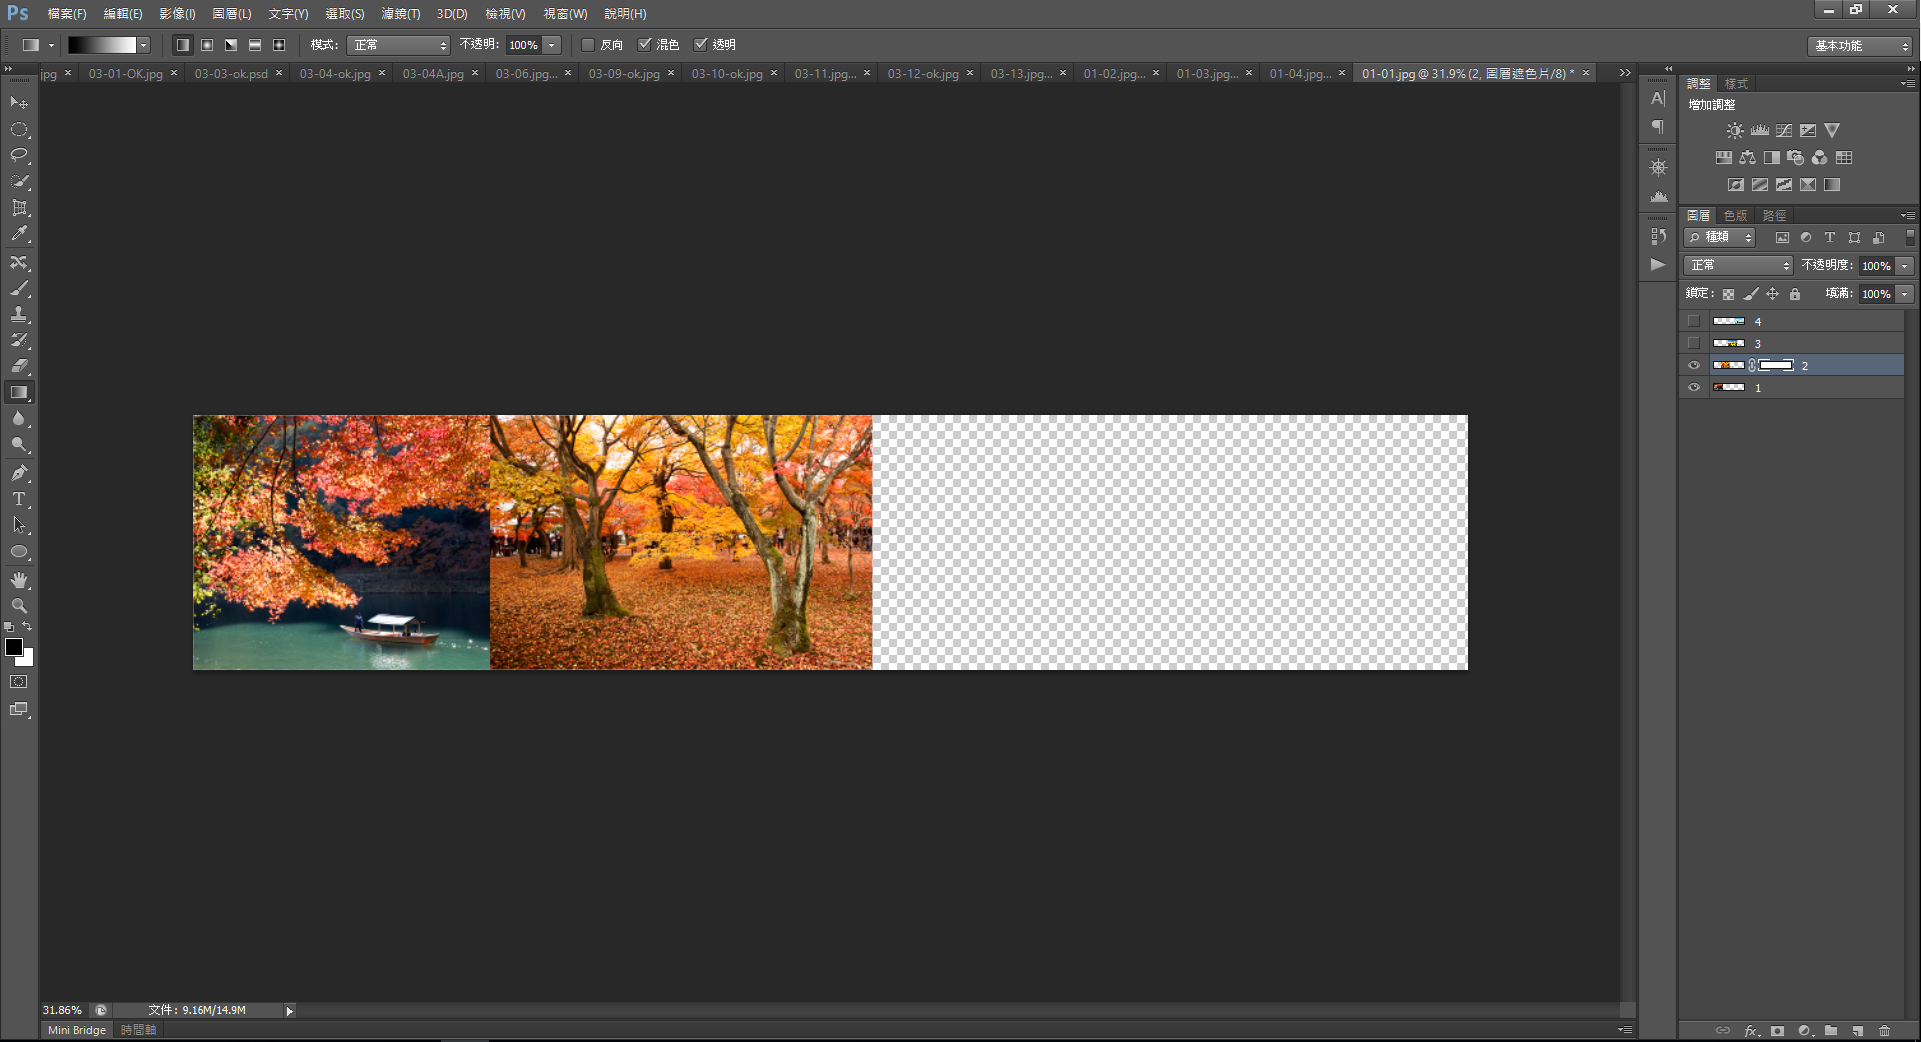 Ps 檔案(F) 編輯(E) 影像(I) 圖層(L) 文字(Y) 選取(S) 濾鏡(T) 3D(D) 檢視(V) 視窗(W) 說明(H)
模式: 正常 不透明: 100% 反向 混色 透明 基本功能
jpg × 03-01-OK.jpg × 03-03-ok.psd × 03-04-ok.jpg × 03-04A.jpg × 03-06.jpg... × 03-09-ok.jpg × 03-10-ok.jpg × 03-11.jpg... × 03-12-ok.jpg × 03-13.jpg... × 01-02.jpg... × 01-03.jpg... × 01-04.jpg... × 01-01.jpg @ 31.9% (2, 圖層遮色片/8) * ×
調整 樣式
增加調整
圖層 色版 路徑
種類
正常 不透明度: 100%
鎖定: 填滿: 100%
4
3
2
1
31.86% 文件: 9.16M/14.9M
Mini Bridge 時間軸